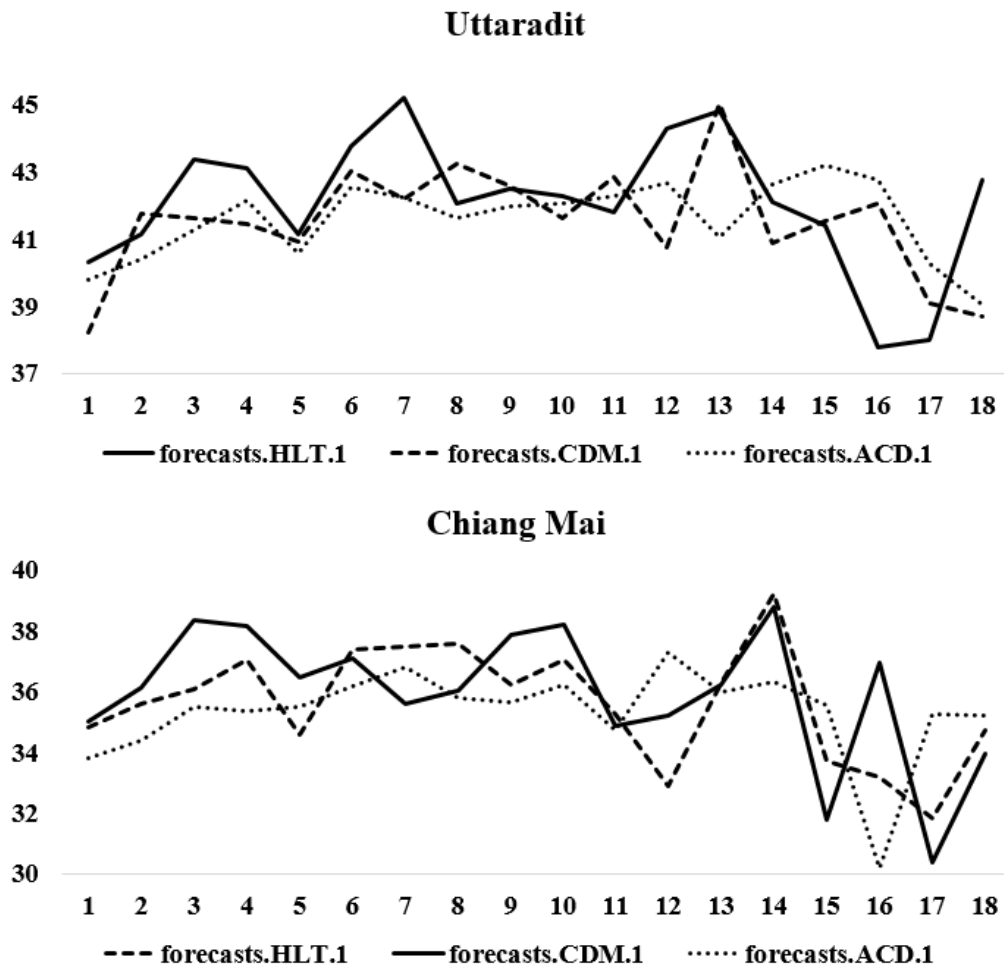 Uttaradit
45
43
41
39
37
1 2 3 4 5 6 7 8 9 10 11 12 13 14 15 16 17 18
forecasts.HLT.1 forecasts.CDM.1 forecasts.ACD.1
Chiang Mai
40
38
36
34
32
30
1 2 3 4 5 6 7 8 9 10 11 12 13 14 15 16 17 18
forecasts.HLT.1 forecasts.CDM.1 forecasts.ACD.1